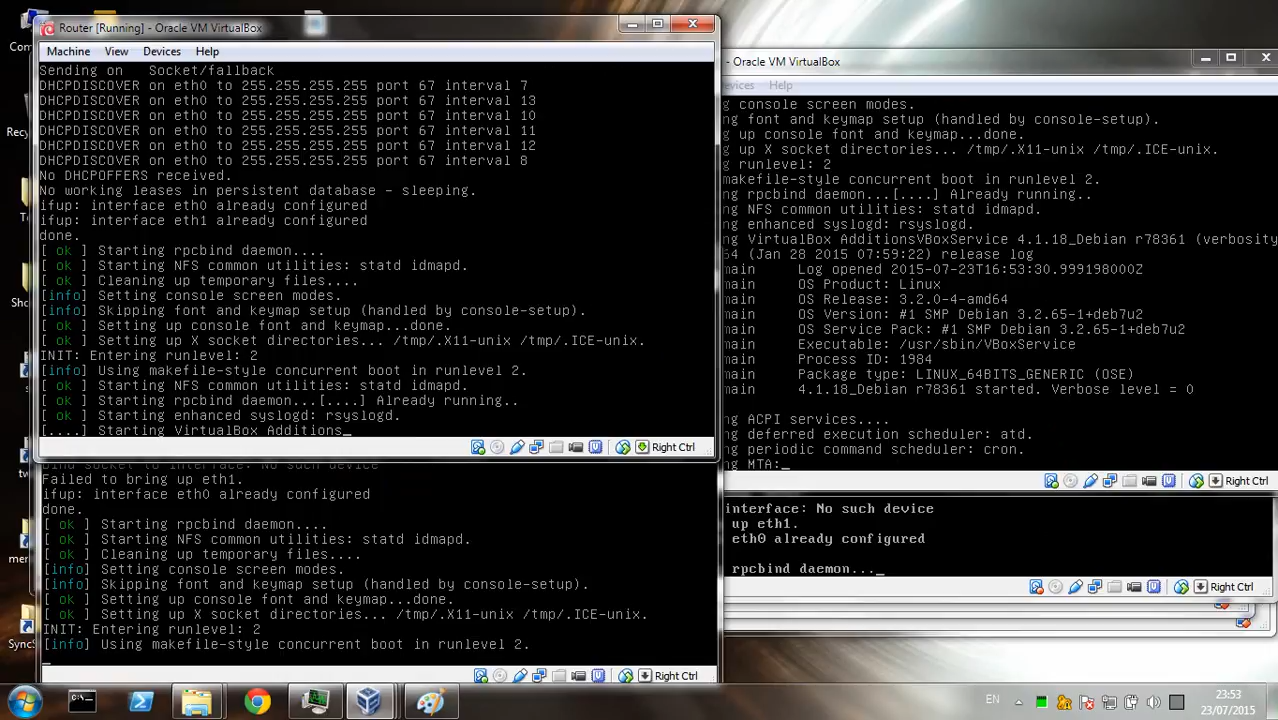 Router [Running] - Oracle VM VirtualBox
Machine View Devices Help
Sending on   Socket/fallback
DHCPDISCOVER on eth0 to 255.255.255.255 port 67 interval 7
DHCPDISCOVER on eth0 to 255.255.255.255 port 67 interval 13
DHCPDISCOVER on eth0 to 255.255.255.255 port 67 interval 10
DHCPDISCOVER on eth0 to 255.255.255.255 port 67 interval 11
DHCPDISCOVER on eth0 to 255.255.255.255 port 67 interval 12
DHCPDISCOVER on eth0 to 255.255.255.255 port 67 interval 8
No DHCPOFFERS received.
No working leases in persistent database - sleeping.
ifup: interface eth0 already configured
ifup: interface eth1 already configured
done.
[ ok ] Starting rpcbind daemon....
[ ok ] Starting NFS common utilities: statd idmapd.
[ ok ] Cleaning up temporary files....
[info] Setting console screen modes.
[info] Skipping font and keymap setup (handled by console-setup).
[ ok ] Setting up console font and keymap...done.
[ ok ] Setting up X socket directories... /tmp/.X11-unix /tmp/.ICE-unix.
INIT: Entering runlevel: 2
[info] Using makefile-style concurrent boot in runlevel 2.
[ ok ] Starting NFS common utilities: statd idmapd.
[ ok ] Starting rpcbind daemon...[....] Already running..
[ ok ] Starting enhanced syslogd: rsyslogd.
[....] Starting VirtualBox Additions_
Right Ctrl
bind socket to interface: No such device
Failed to bring up eth1.
ifup: interface eth0 already configured
done.
[ ok ] Starting rpcbind daemon....
[ ok ] Starting NFS common utilities: statd idmapd.
[ ok ] Cleaning up temporary files....
[info] Setting console screen modes.
[info] Skipping font and keymap setup (handled by console-setup).
[ ok ] Setting up console font and keymap...done.
[ ok ] Setting up X socket directories... /tmp/.X11-unix /tmp/.ICE-unix.
INIT: Entering runlevel: 2
[info] Using makefile-style concurrent boot in runlevel 2.
Right Ctrl
- Oracle VM VirtualBox
Help
g console screen modes.
ng font and keymap setup (handled by console-setup).
g up console font and keymap...done.
g up X socket directories... /tmp/.X11-unix /tmp/.ICE-unix.
g runlevel: 2
makefile-style concurrent boot in runlevel 2.
ng rpcbind daemon...[....] Already running..
ng NFS common utilities: statd idmapd.
ng enhanced syslogd: rsyslogd.
ng VirtualBox AdditionsVBoxService 4.1.18_Debian r78361 (verbosity
64 (Jan 28 2015 07:59:22) release log
main     Log opened 2015-07-23T16:53:30.999198000Z
main     OS Product: Linux
main     OS Release: 3.2.0-4-amd64
main     OS Version: #1 SMP Debian 3.2.65-1+deb7u2
main     OS Service Pack: #1 SMP Debian 3.2.65-1+deb7u2
main     Executable: /usr/sbin/VBoxService
main     Process ID: 1984
main     Package type: LINUX_64BITS_GENERIC (OSE)
main     4.1.18_Debian r78361 started. Verbose level = 0
ng ACPI services....
ng deferred execution scheduler: atd.
ng periodic command scheduler: cron.
ng MTA:_
Right Ctrl
interface: No such device
up eth1.
eth0 already configured
rpcbind daemon..._
Right Ctrl
EN
23:53
23/07/2015